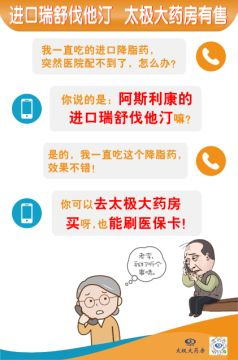 进口瑞舒伐他汀 太极大药房有售
我一直吃的进口降脂药，
突然医院配不到了，怎么办？
你说的是：阿斯利康的
进口瑞舒伐他汀嘛？
是的，我一直吃这个降脂药，
效果不错！
你可以去太极大药房
买呀，也能刷医保卡！
太极大药房